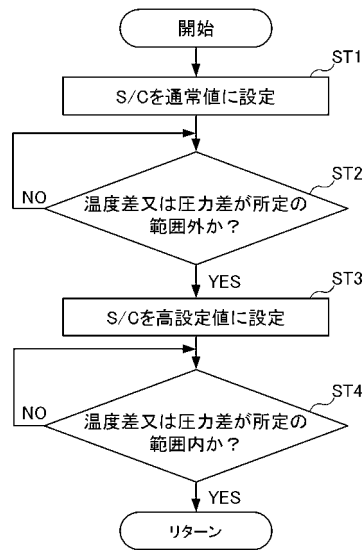 開始
ST1
S/Cを通常値に設定
ST2
NO
温度差又は圧力差が所定の
範囲外か?
YES
ST3
S/Cを高設定値に設定
ST4
NO
温度差又は圧力差が所定の
範囲内か?
YES
リターン